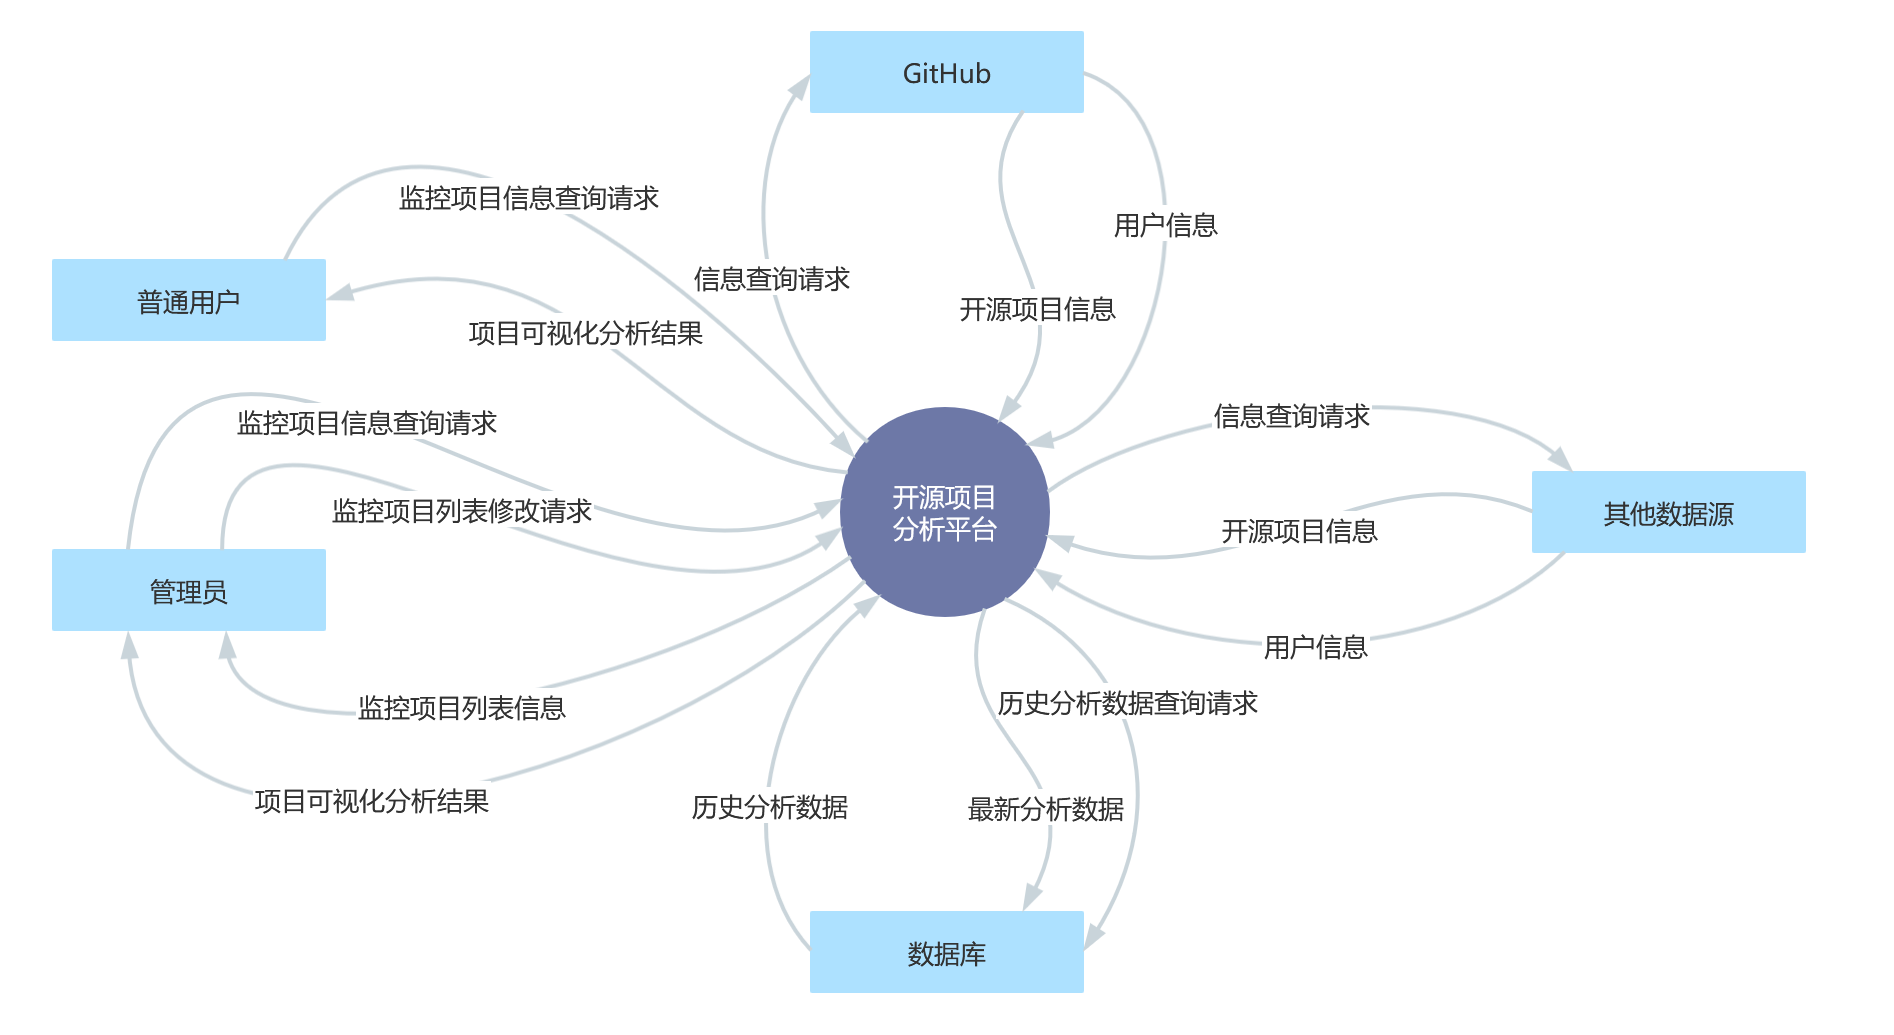 GitHub
监控项目信息查询请求
用户信息
信息查询请求
普通用户
开源项目信息
项目可视化分析结果
监控项目信息查询请求
信息查询请求
开源项目
分析平台
监控项目列表修改请求
其他数据源
开源项目信息
管理员
用户信息
监控项目列表信息
历史分析数据查询请求
项目可视化分析结果
历史分析数据
最新分析数据
数据库